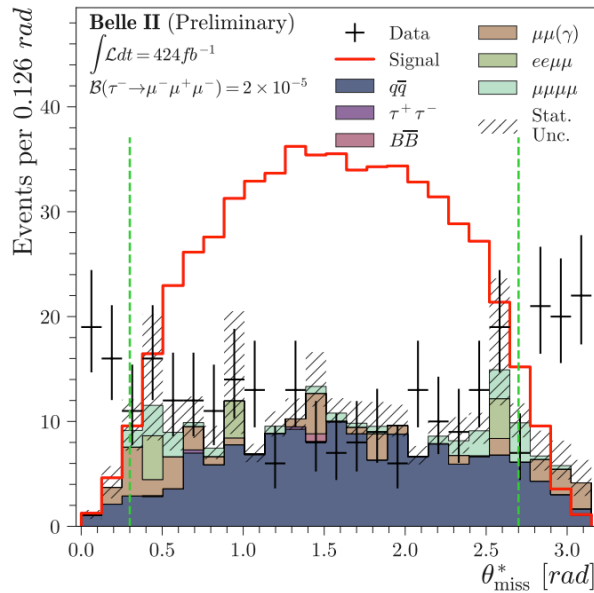 Belle II (Preliminary)
∫ℒdt = 424 fb⁻¹
ℬ(τ⁻→μ⁻μ⁺μ⁻) = 2 × 10⁻⁵
Data
Signal
qq̅
τ⁺τ⁻
BB̅
μμ(γ)
eeμμ
μμμμ
Stat.
Unc.
Events per 0.126 rad
40
30
20
10
0
0.0 0.5 1.0 1.5 2.0 2.5 3.0
θ*miss [rad]